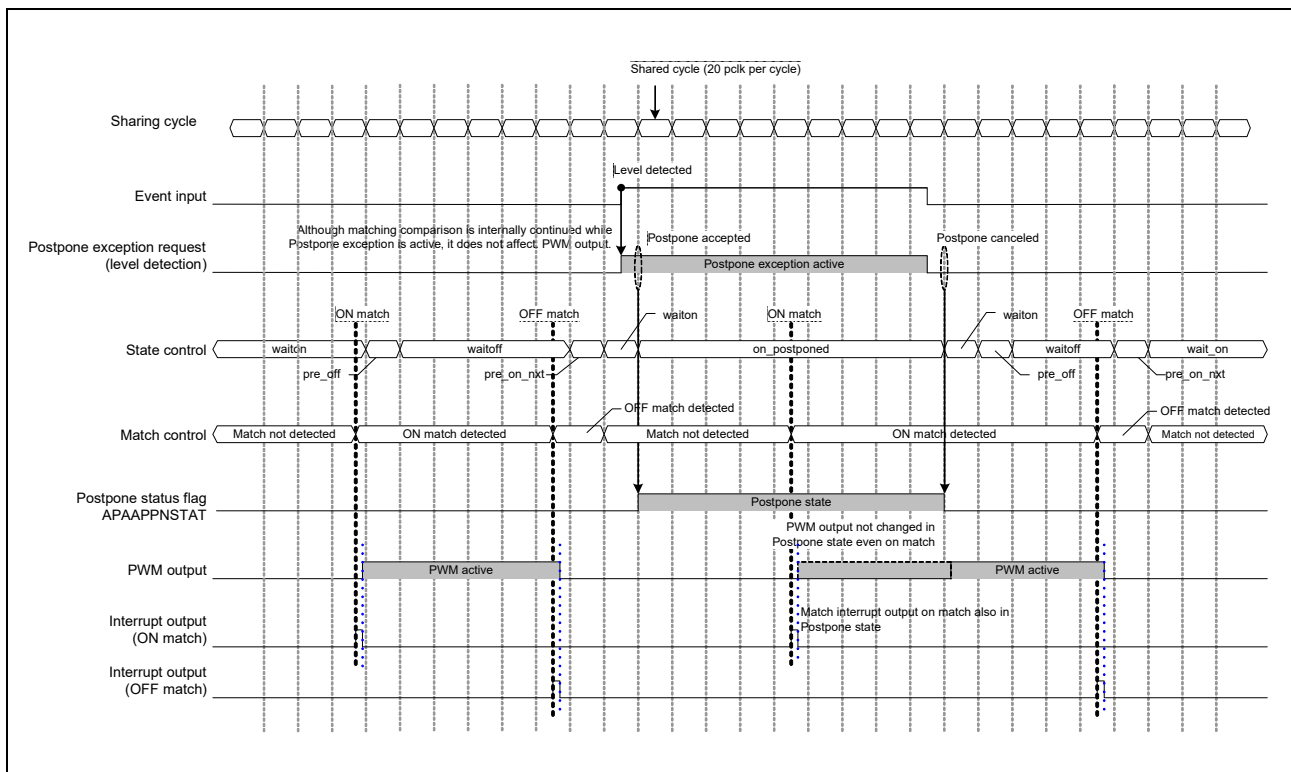 Shared cycle (20 pclk per cycle)
Sharing cycle
Level detected
Event input
Although matching comparison is internally continued while
Postpone exception is active, it does not affect PWM output.
Postpone accepted
Postpone canceled
Postpone exception request
(level detection)
Postpone exception active
ON match
OFF match
waiton
ON match
waiton
OFF match
State control
waiton
waitoff
on_postponed
waitoff
wait_on
pre_off
pre_on_nxt
pre_off
pre_on_nxt
OFF match detected
OFF match detected
Match control
Match not detected
ON match detected
Match not detected
ON match detected
Match not detected
Postpone status flag
APAAPPNSTAT
Postpone state
PWM output not changed in
Postpone state even on match
PWM output
PWM active
PWM active
Interrupt output
(ON match)
Match interrupt output on match also in
Postpone state
Interrupt output
(OFF match)